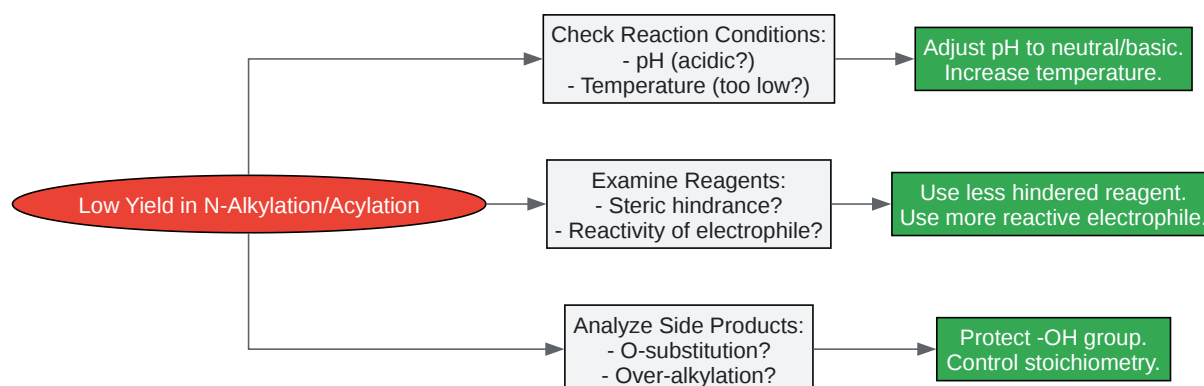 Check Reaction Conditions:
- pH (acidic?)
- Temperature (too low?)
Adjust pH to neutral/basic.
Increase temperature.
Low Yield in N-Alkylation/Acylation
Examine Reagents:
- Steric hindrance?
- Reactivity of electrophile?
Use less hindered reagent.
Use more reactive electrophile.
Analyze Side Products:
- O-substitution?
- Over-alkylation?
Protect -OH group.
Control stoichiometry.